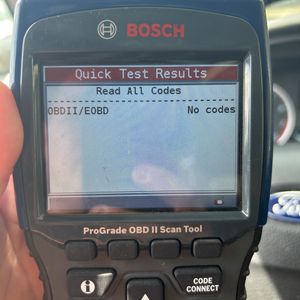 BOSCH
Quick Test Results
Read All Codes
OBDII/EOBD No codes
ProGrade OBD II Scan Tool
i
CODE
CONNECT